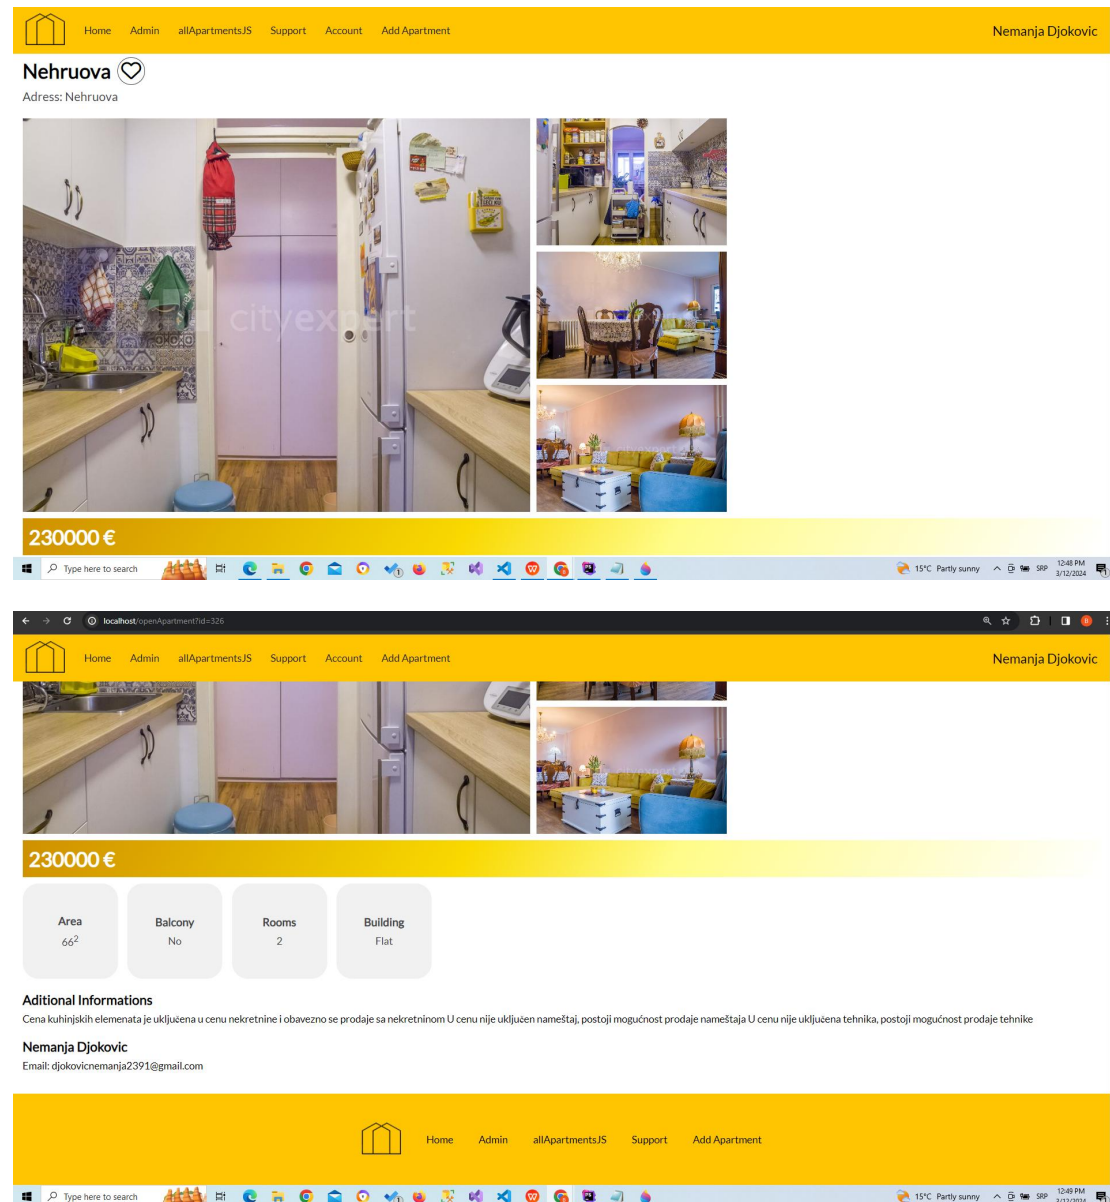 Home Admin allApartmentsJS Support Account Add Apartment Nemanja Djokovic
Nehruova
Adress: Nehruova
cityexpert
230000 €
Type here to search
15°C Partly sunny SRP 12:48 PM
3/12/2024
localhost/openApartment?id=326
Home Admin allApartmentsJS Support Account Add Apartment Nemanja Djokovic
230000 €
Area Balcony Rooms Building
66² No 2 Flat
Aditional Informations
Cena kuhinjskih elemenata je uključena u cenu nekretnine i obavezno se prodaje sa nekretninom U cenu nije uključen nameštaj, postoji mogućnost prodaje nameštaja U cenu nije uključena tehnika, postoji mogućnost prodaje tehnike
Nemanja Djokovic
Email: djokovicnemanja2391@gmail.com
Home Admin allApartmentsJS Support Add Apartment
Type here to search
15°C Partly sunny SRP 12:49 PM
3/12/2024